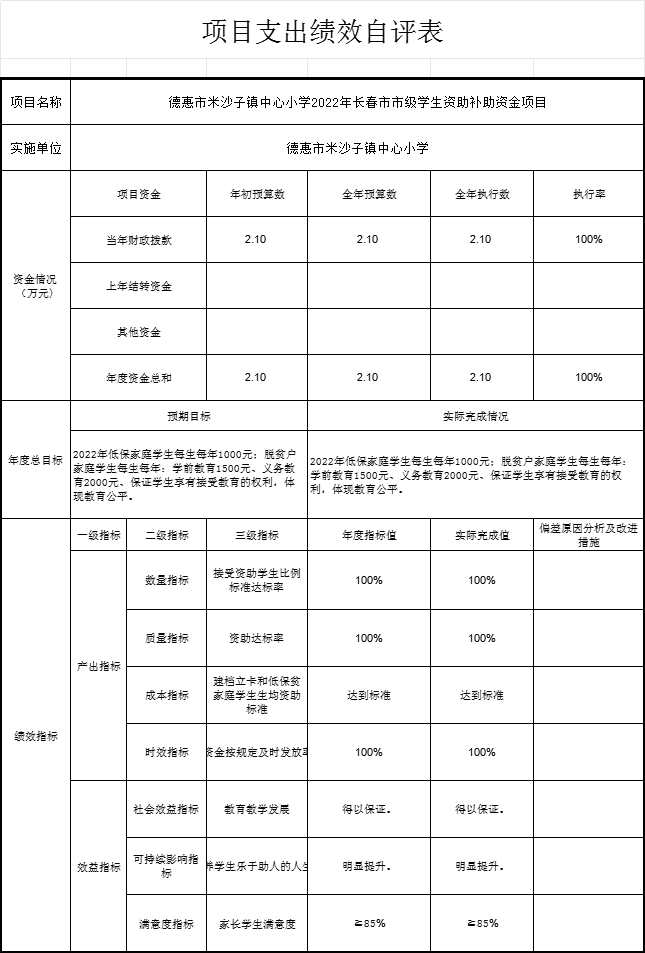 项目支出绩效自评表
项目名称
德惠市米沙子镇中心小学2022年长春市市级学生资助补助资金项目
实施单位
德惠市米沙子镇中心小学
资金情况
（万元)
项目资金
年初预算数
全年预算数
全年执行数
执行率
当年财政拨款
2.10
2.10
2.10
100%
上年结转资金
其他资金
年度资金总和
2.10
2.10
2.10
100%
年度总目标
预期目标
实际完成情况
2022年低保家庭学生每生每年1000元；脱贫户
家庭学生每生每年：学前教育1500元、义务教
育2000元、保证学生享有接受教育的权利，体
现教育公平。
2022年低保家庭学生每生每年1000元；脱贫户家庭学生每生每年：
学前教育1500元、义务教育2000元、保证学生享有接受教育的权
利，体现教育公平。
绩效指标
一级指标
二级指标
三级指标
年度指标值
实际完成值
偏差原因分析及改进
措施
产出指标
数量指标
接受资助学生比例
标准达标率
100%
100%
质量指标
资助达标率
100%
100%
成本指标
建档立卡和低保贫
家庭学生生均资助
标准
达到标准
达到标准
时效指标
资金按规定及时发放率
100%
100%
效益指标
社会效益指标
教育教学发展
得以保证。
得以保证。
可持续影响指
标
养学生乐于助人的人生
明显提升。
明显提升。
满意度指标
家长学生满意度
≧85%
≧85%